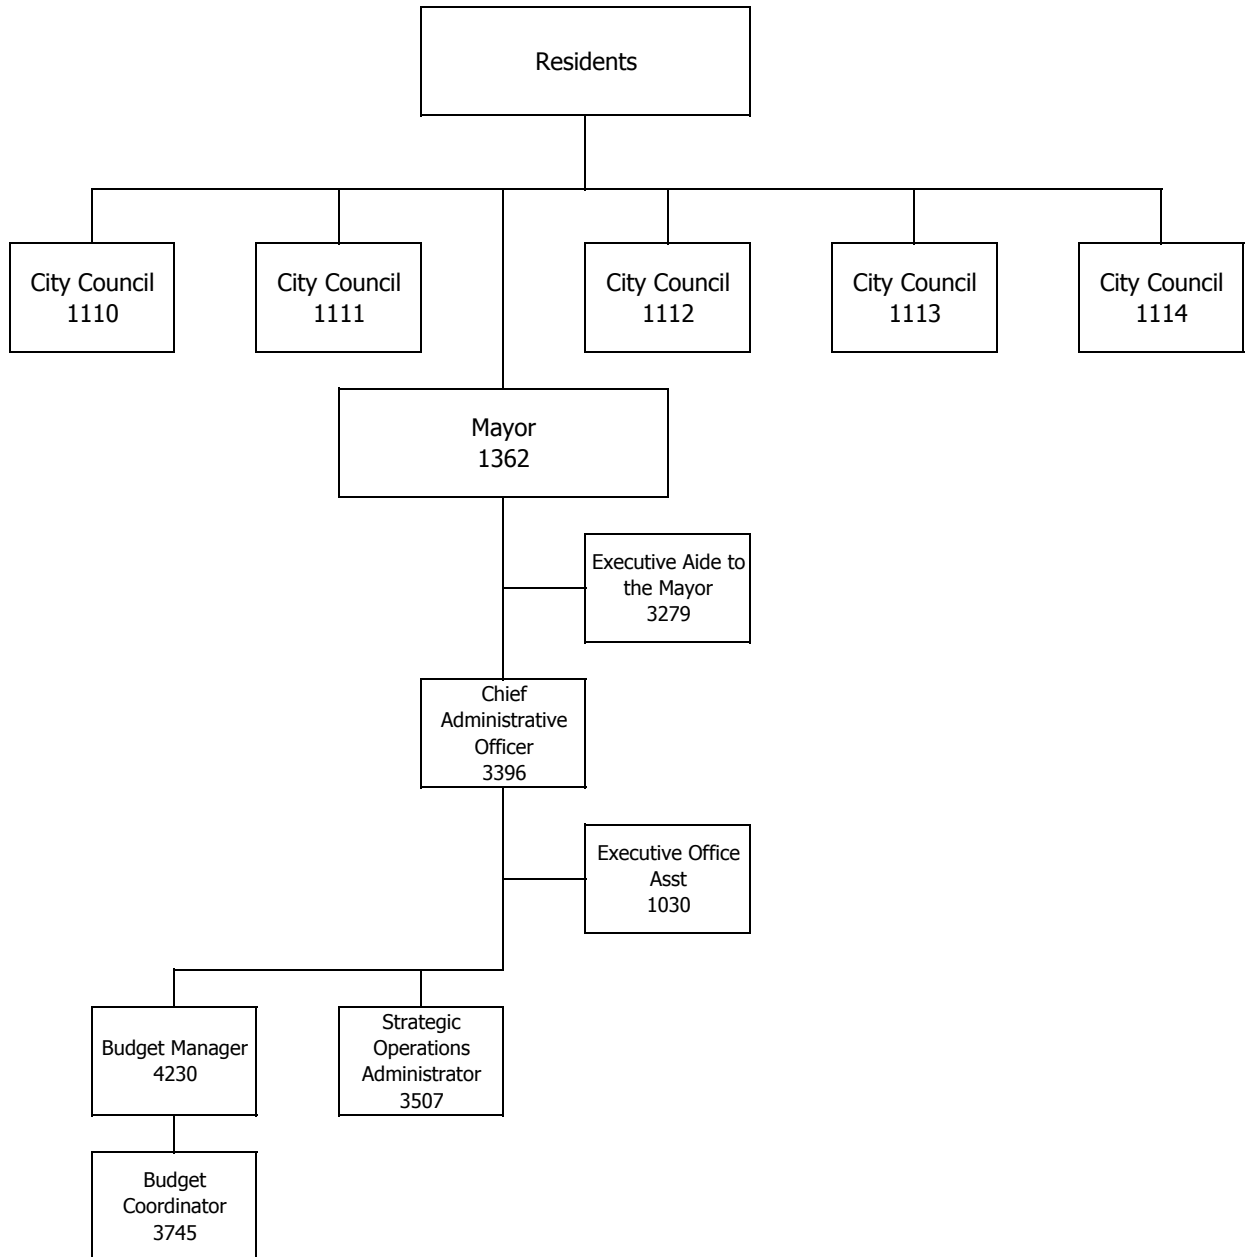 Residents
City Council
1110
City Council
1111
City Council
1112
City Council
1113
City Council
1114
Mayor
1362
Executive Aide to
the Mayor
3279
Chief
Administrative
Officer
3396
Executive Office
Asst
1030
Budget Manager
4230
Strategic
Operations
Administrator
3507
Budget
Coordinator
3745